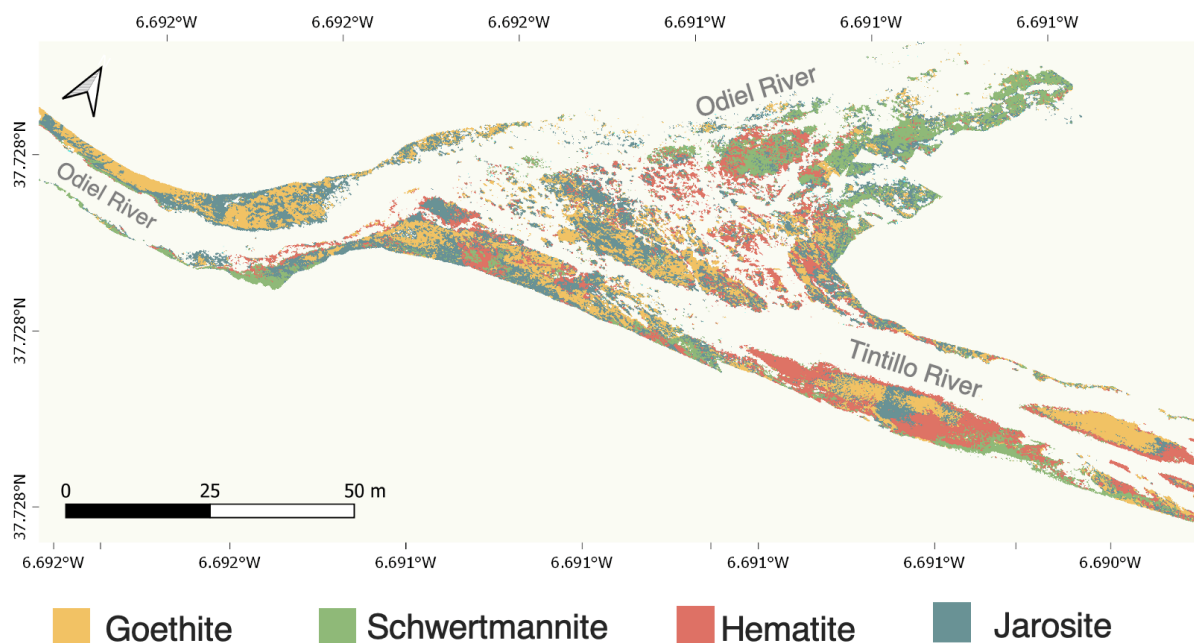 6.692°W 6.692°W 6.692°W 6.691°W 6.691°W 6.691°W
Odiel River
37.728°N
Odiel River
37.728°N
Tintillo River
0 25 50 m
37.728°N
6.692°W 6.692°W 6.691°W 6.691°W 6.691°W 6.691°W 6.690°W
Goethite Schwertmannite Hematite Jarosite